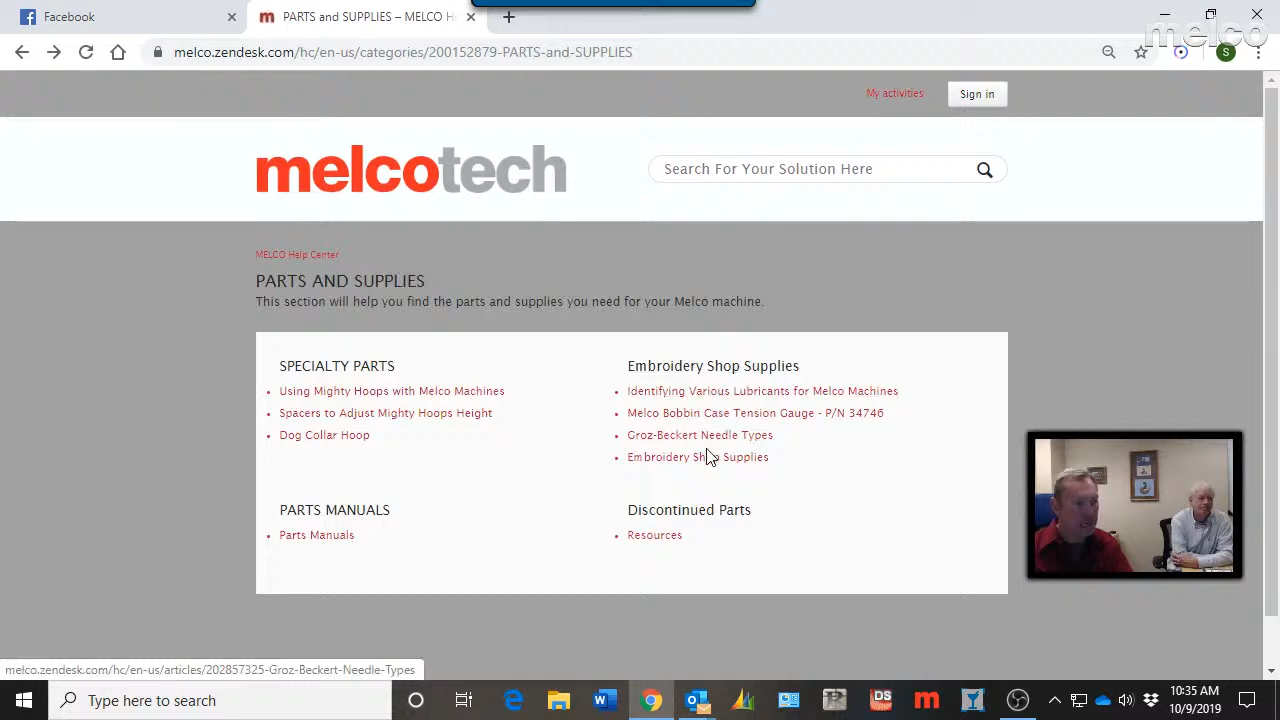 Facebook
PARTS and SUPPLIES – MELCO H
melco
melco.zendesk.com/hc/en-us/categories/200152879-PARTS-and-SUPPLIES
S
My activities
Sign in
melcotech
Search For Your Solution Here
MELCO Help Center
PARTS AND SUPPLIES
This section will help you find the parts and supplies you need for your Melco machine.
SPECIALTY PARTS
Using Mighty Hoops with Melco Machines
Spacers to Adjust Mighty Hoops Height
Dog Collar Hoop
Embroidery Shop Supplies
Identifying Various Lubricants for Melco Machines
Melco Bobbin Case Tension Gauge - P/N 34746
Groz-Beckert Needle Types
Embroidery Shop Supplies
PARTS MANUALS
Parts Manuals
Discontinued Parts
Resources
melco.zendesk.com/hc/en-us/articles/202857325-Groz-Beckert-Needle-Types
Type here to search
DS
10:35 AM
10/9/2019